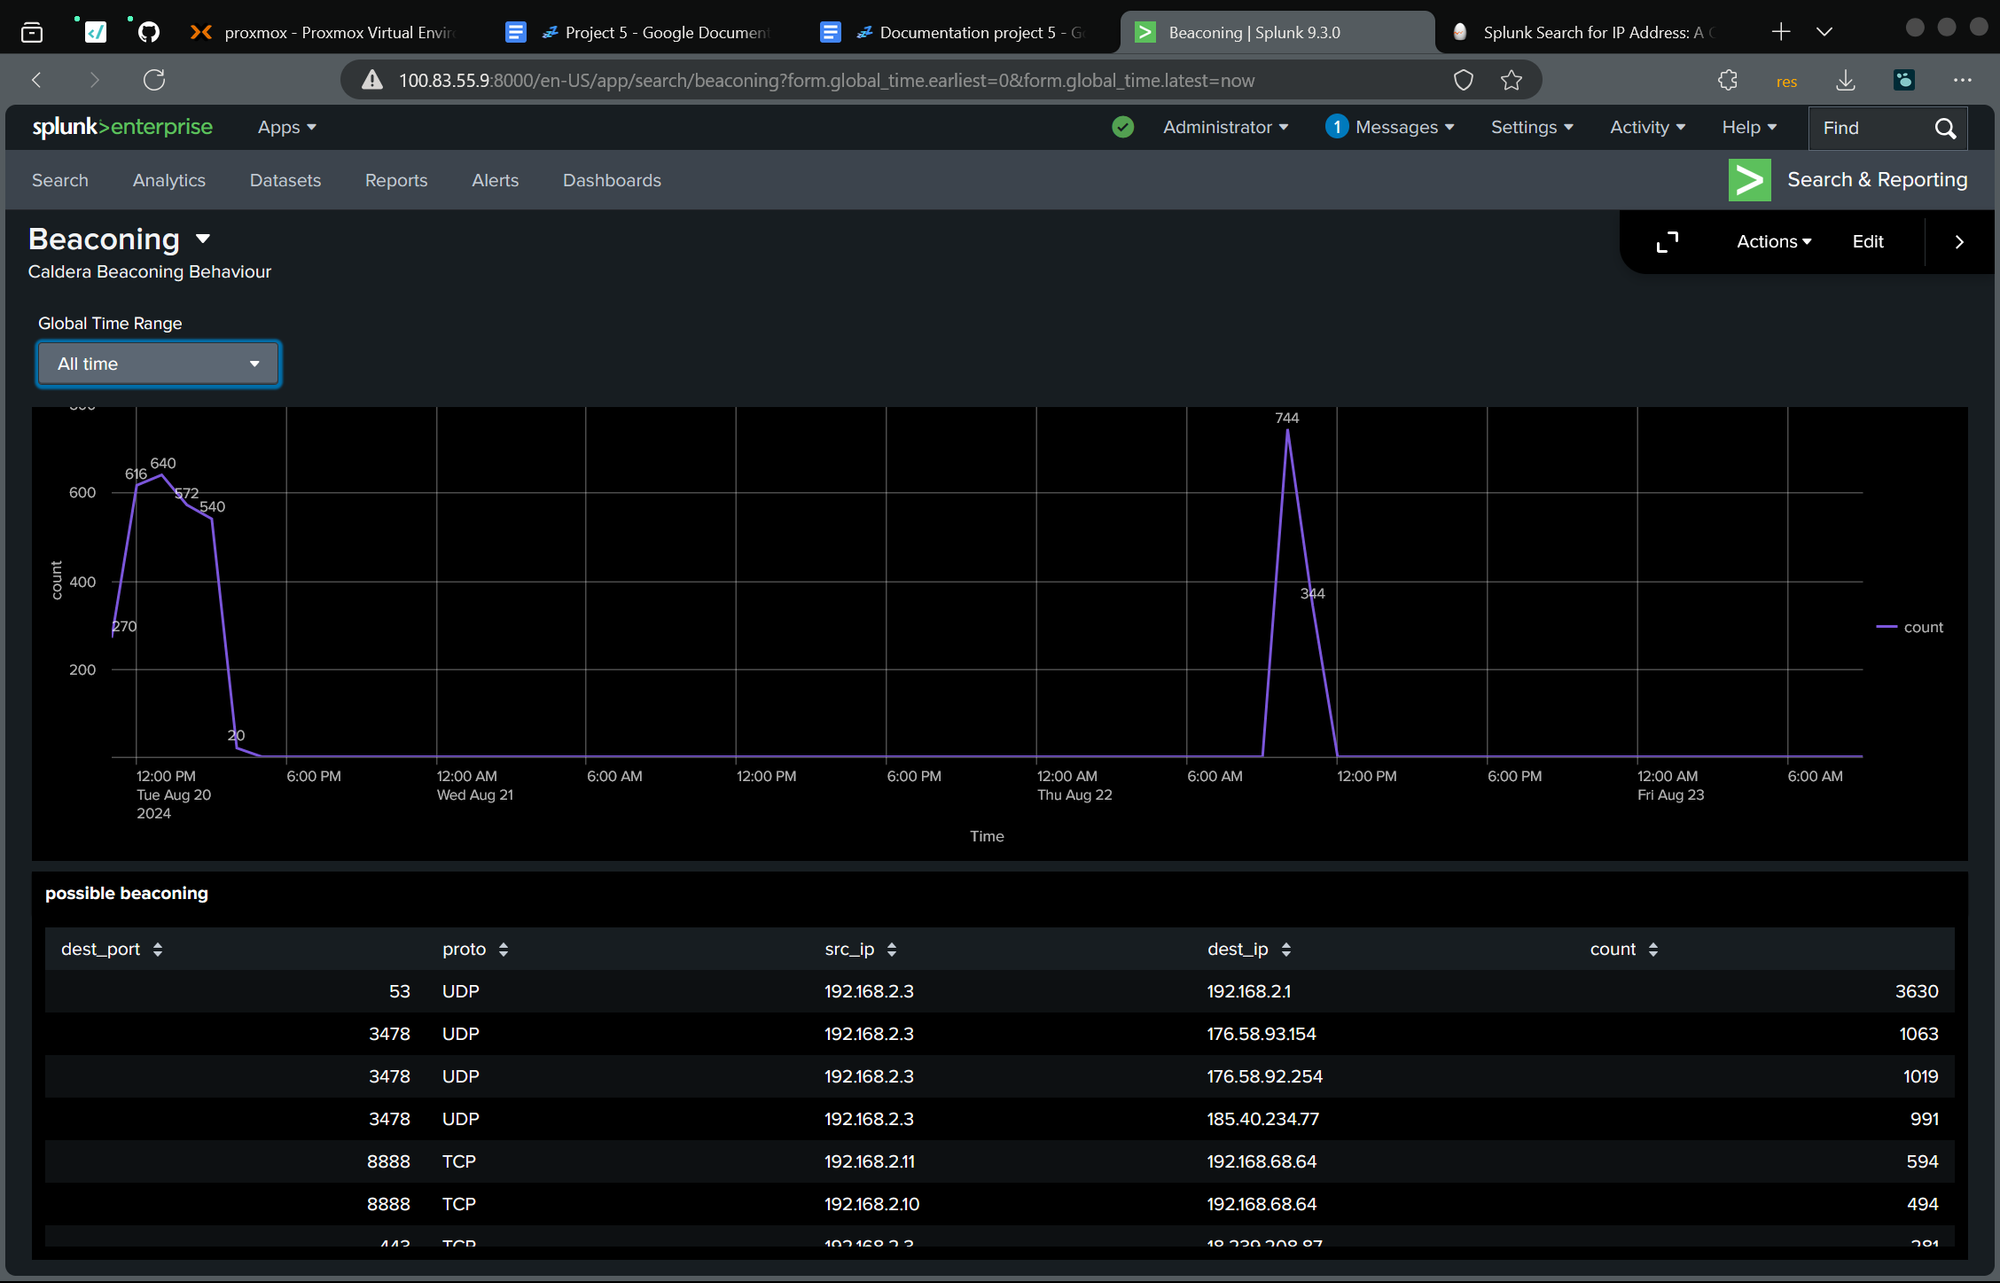 proxmox - Proxmox Virtual Envir
Project 5 - Google Document
Documentation project 5 - G
Beaconing | Splunk 9.3.0
Splunk Search for IP Address: A
100.83.55.9:8000/en-US/app/search/beaconing?form.global_time.earliest=0&form.global_time.latest=now
res
splunk>enterprise
Apps
Administrator
1 Messages
Settings
Activity
Help
Find
Search
Analytics
Datasets
Reports
Alerts
Dashboards
Search & Reporting
Beaconing
Actions
Edit
Caldera Beaconing Behaviour
Global Time Range
All time
744
616
640
572
540
600
400
344
270
200
20
count
count
12:00 PM
Tue Aug 20
2024
6:00 PM
12:00 AM
Wed Aug 21
6:00 AM
12:00 PM
6:00 PM
12:00 AM
Thu Aug 22
6:00 AM
12:00 PM
6:00 PM
12:00 AM
Fri Aug 23
6:00 AM
Time
possible beaconing
dest_port proto src_ip dest_ip count
53 UDP 192.168.2.3 192.168.2.1 3630
3478 UDP 192.168.2.3 176.58.93.154 1063
3478 UDP 192.168.2.3 176.58.92.254 1019
3478 UDP 192.168.2.3 185.40.234.77 991
8888 TCP 192.168.2.11 192.168.68.64 594
8888 TCP 192.168.2.10 192.168.68.64 494
443 TCP 192.168.2.3